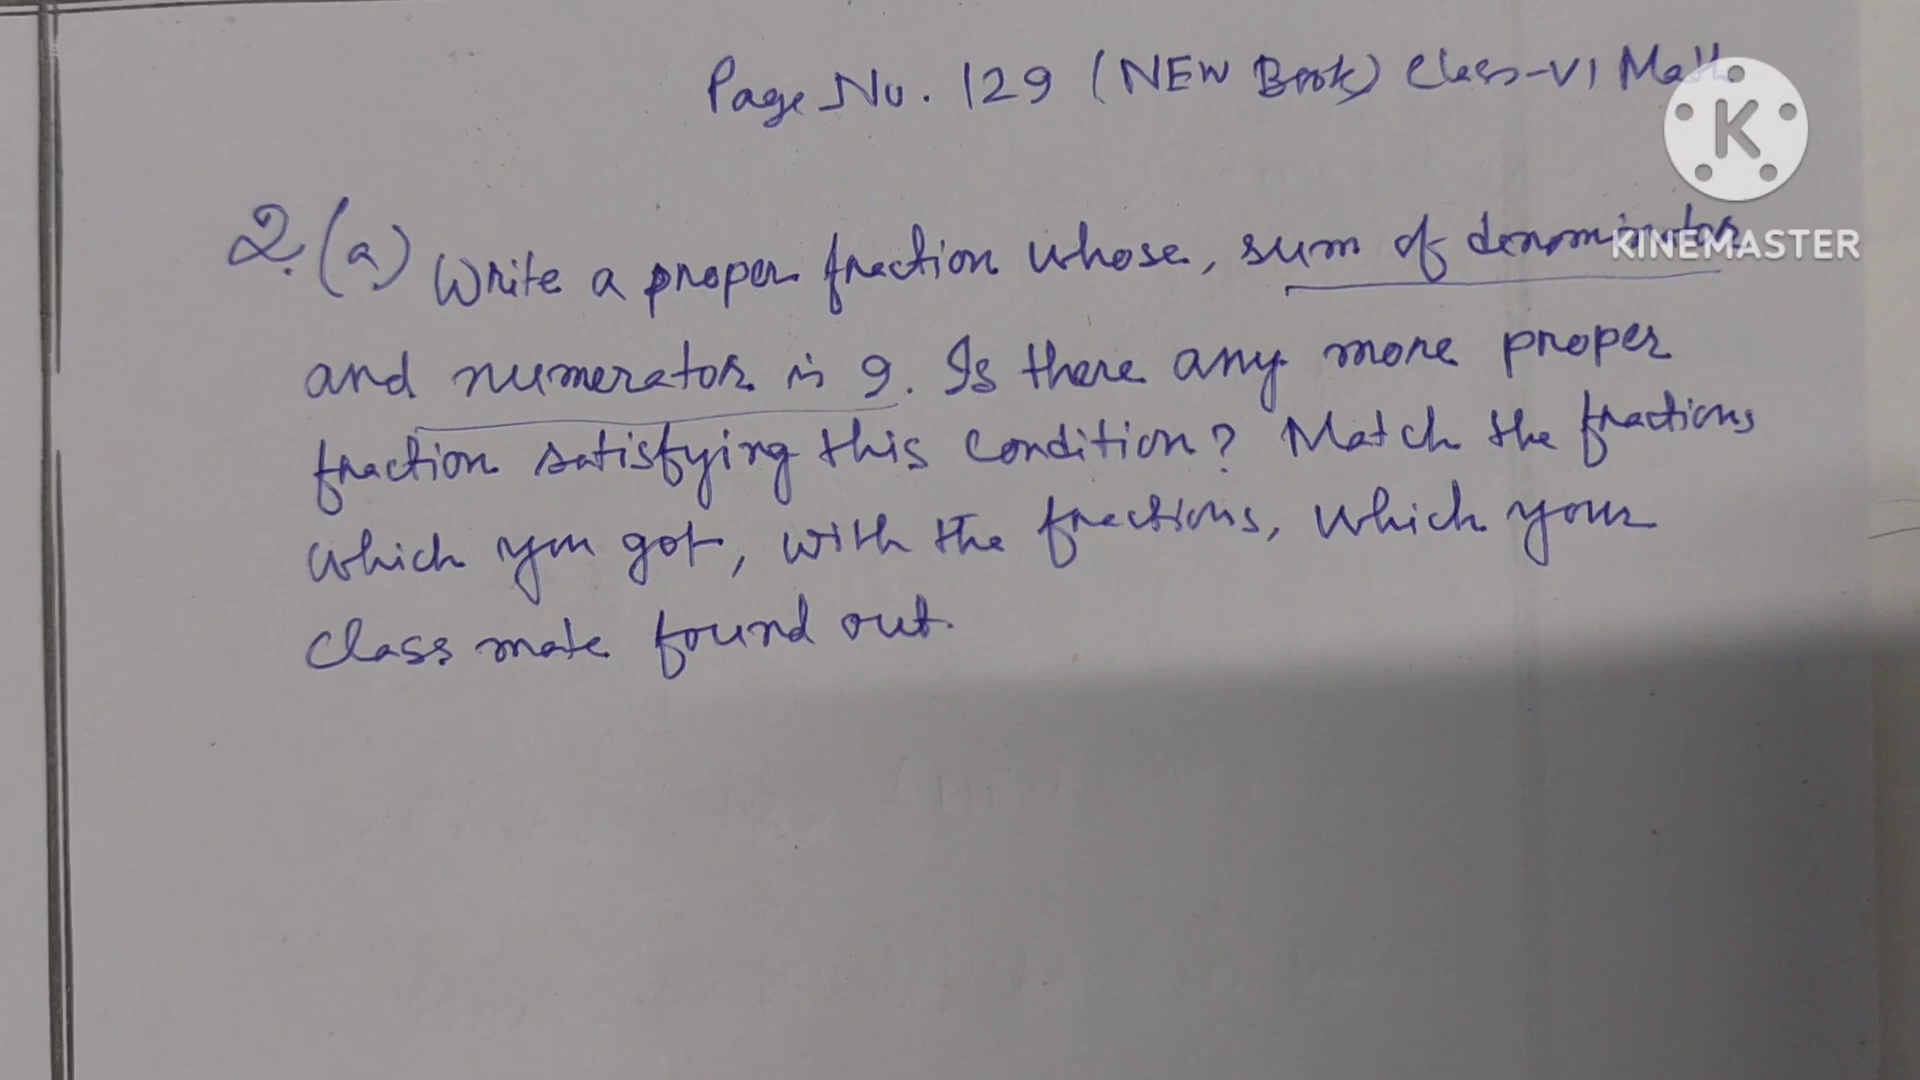 Page No. 129 (NEW Book) Class-VI Math
K
2.(a) Write a proper fraction whose, sum of denominator
KINEMASTER
and numerator is 9. Is there any more proper
fraction satisfying this condition? Match the fractions
which you got, with the fractions, which your
class mate found out.